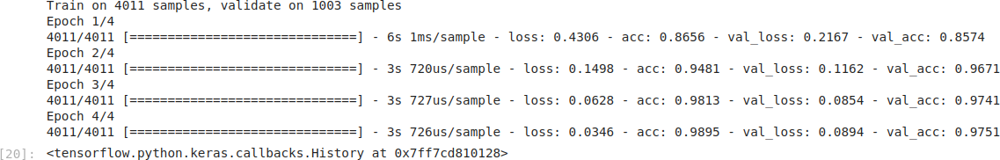 Train on 4011 samples, validate on 1003 samples
Epoch 1/4
4011/4011 [==============================] - 6s 1ms/sample - loss: 0.4306 - acc: 0.8656 - val_loss: 0.2167 - val_acc: 0.8574
Epoch 2/4
4011/4011 [==============================] - 3s 720us/sample - loss: 0.1498 - acc: 0.9481 - val_loss: 0.1162 - val_acc: 0.9671
Epoch 3/4
4011/4011 [==============================] - 3s 727us/sample - loss: 0.0628 - acc: 0.9813 - val_loss: 0.0854 - val_acc: 0.9741
Epoch 4/4
4011/4011 [==============================] - 3s 726us/sample - loss: 0.0346 - acc: 0.9895 - val_loss: 0.0894 - val_acc: 0.9751
[20]: <tensorflow.python.keras.callbacks.History at 0x7ff7cd810128>